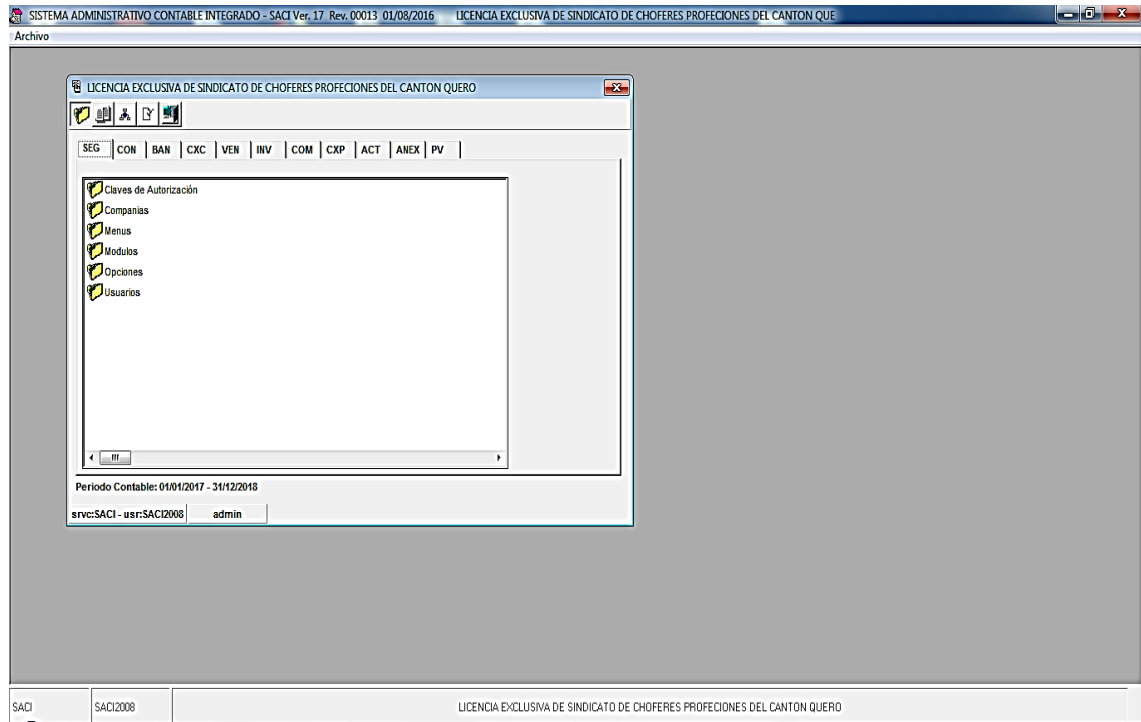 SISTEMA ADMINISTRATIVO CONTABLE INTEGRADO - SACI Ver. 17 Rev. 00013 01/08/2016 LICENCIA EXCLUSIVA DE SINDICATO DE CHOFERES PROFECIONES DEL CANTON QUE
Archivo
LICENCIA EXCLUSIVA DE SINDICATO DE CHOFERES PROFECIONES DEL CANTON QUERO
SEG CON BAN CXC VEN INV COM CXP ACT ANEX PV
Claves de Autorización
Companias
Menus
Modulos
Opciones
Usuarios
Periodo Contable: 01/01/2017 - 31/12/2018
srvc:SACI - usr:SACI2008 admin
SACI SACI2008 LICENCIA EXCLUSIVA DE SINDICATO DE CHOFERES PROFECIONES DEL CANTON QUERO